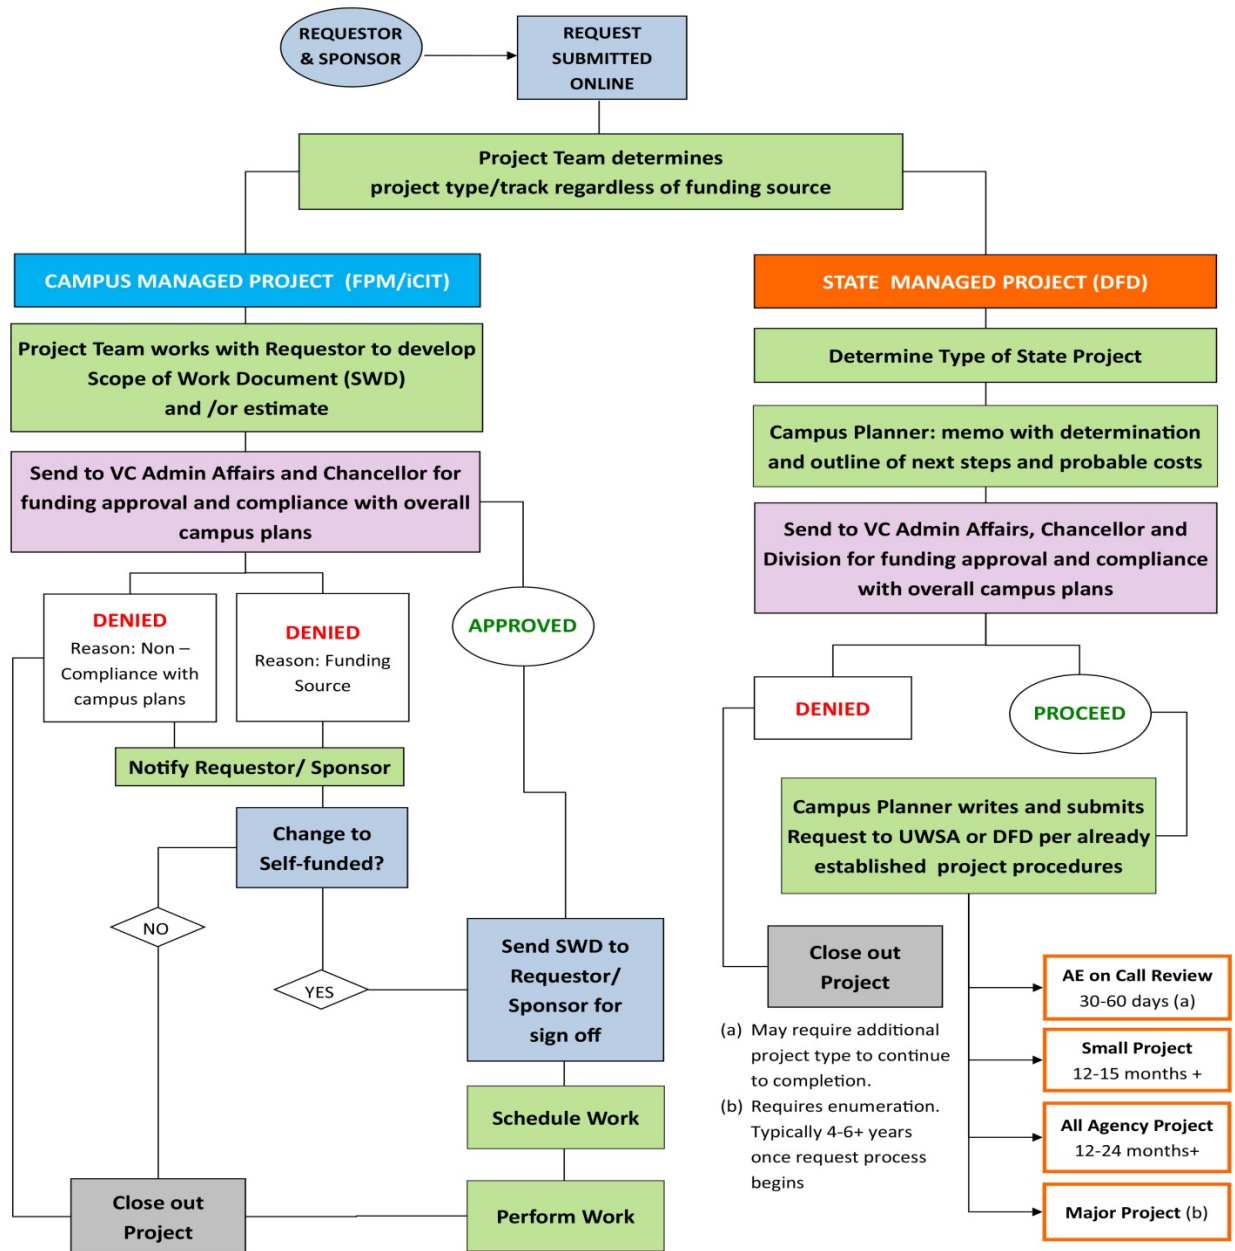 REQUESTOR
& SPONSOR
REQUEST
SUBMITTED
ONLINE
Project Team determines
project type/track regardless of funding source
CAMPUS MANAGED PROJECT (FPM/iCIT)
Project Team works with Requestor to develop
Scope of Work Document (SWD)
and /or estimate
Send to VC Admin Affairs and Chancellor for
funding approval and compliance with overall
campus plans
DENIED
Reason: Non –
Compliance with
campus plans
DENIED
Reason: Funding
Source
APPROVED
Notify Requestor/ Sponsor
Change to
Self-funded?
NO
YES
Send SWD to
Requestor/
Sponsor for
sign off
Schedule Work
Perform Work
Close out
Project
STATE MANAGED PROJECT (DFD)
Determine Type of State Project
Campus Planner: memo with determination
and outline of next steps and probable costs
Send to VC Admin Affairs, Chancellor and
Division for funding approval and compliance
with overall campus plans
DENIED
PROCEED
Campus Planner writes and submits
Request to UWSA or DFD per already
established project procedures
Close out
Project
(a) May require additional
project type to continue
to completion.
(b) Requires enumeration.
Typically 4-6+ years
once request process
begins
AE on Call Review
30-60 days (a)
Small Project
12-15 months +
All Agency Project
12-24 months+
Major Project (b)